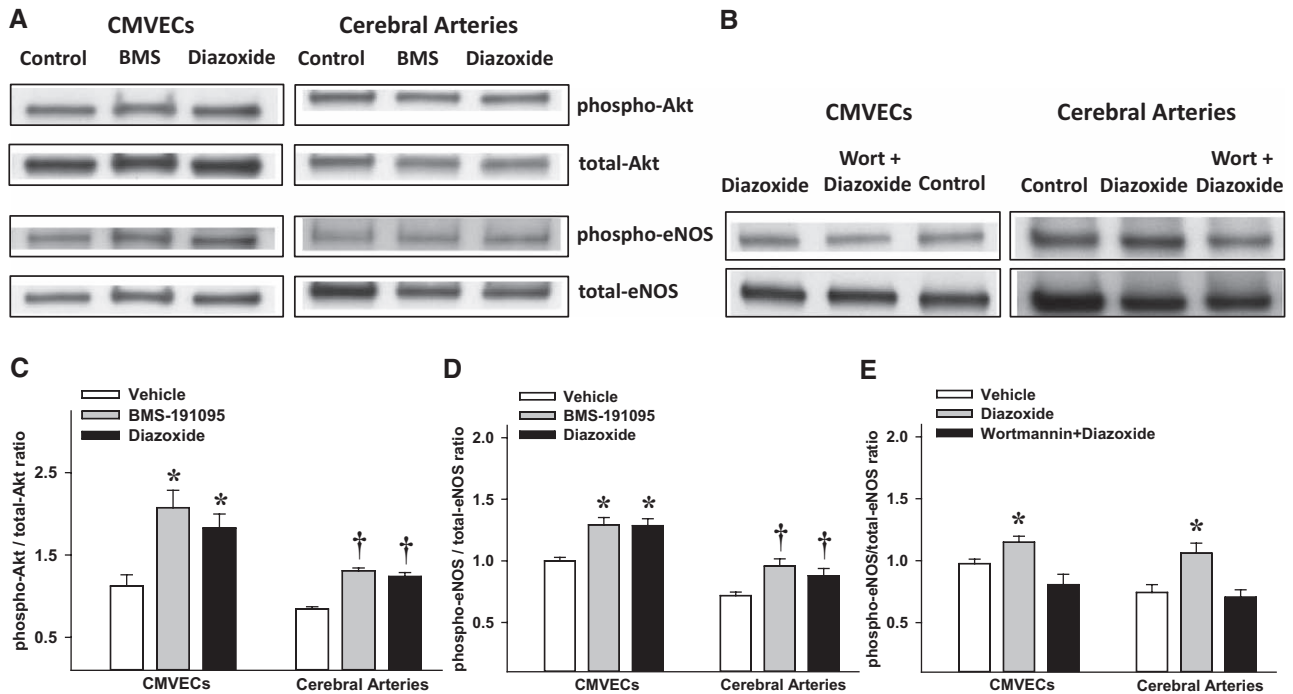 A
CMVECs
Cerebral Arteries
Control BMS Diazoxide
Control BMS Diazoxide
phospho-Akt
total-Akt
phospho-eNOS
total-eNOS
B
CMVECs
Cerebral Arteries
Diazoxide Wort + Diazoxide Control
Control Diazoxide Wort + Diazoxide
C
Vehicle
BMS-191095
Diazoxide
phospho-Akt / total-Akt ratio
2.5
1.5
0.5
* * † †
CMVECs Cerebral Arteries
D
Vehicle
BMS-191095
Diazoxide
phospho-eNOS / total-eNOS ratio
2.0
1.5
1.0
0.5
* * † †
CMVECs Cerebral Arteries
E
Vehicle
Diazoxide
Wortmannin+Diazoxide
phospho-eNOS/total-eNOS ratio
2.0
1.5
1.0
0.5
* *
CMVECs Cerebral Arteries